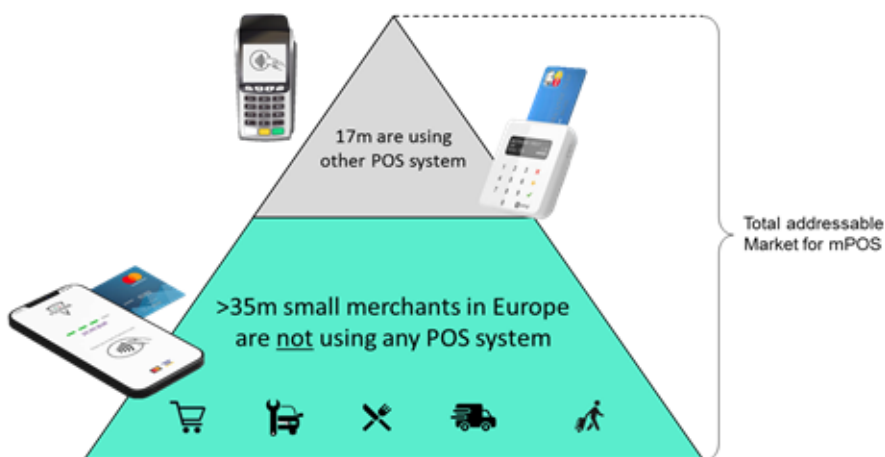 17m are using
other POS system
Total addressable
Market for mPOS
>35m small merchants in Europe
are not using any POS system